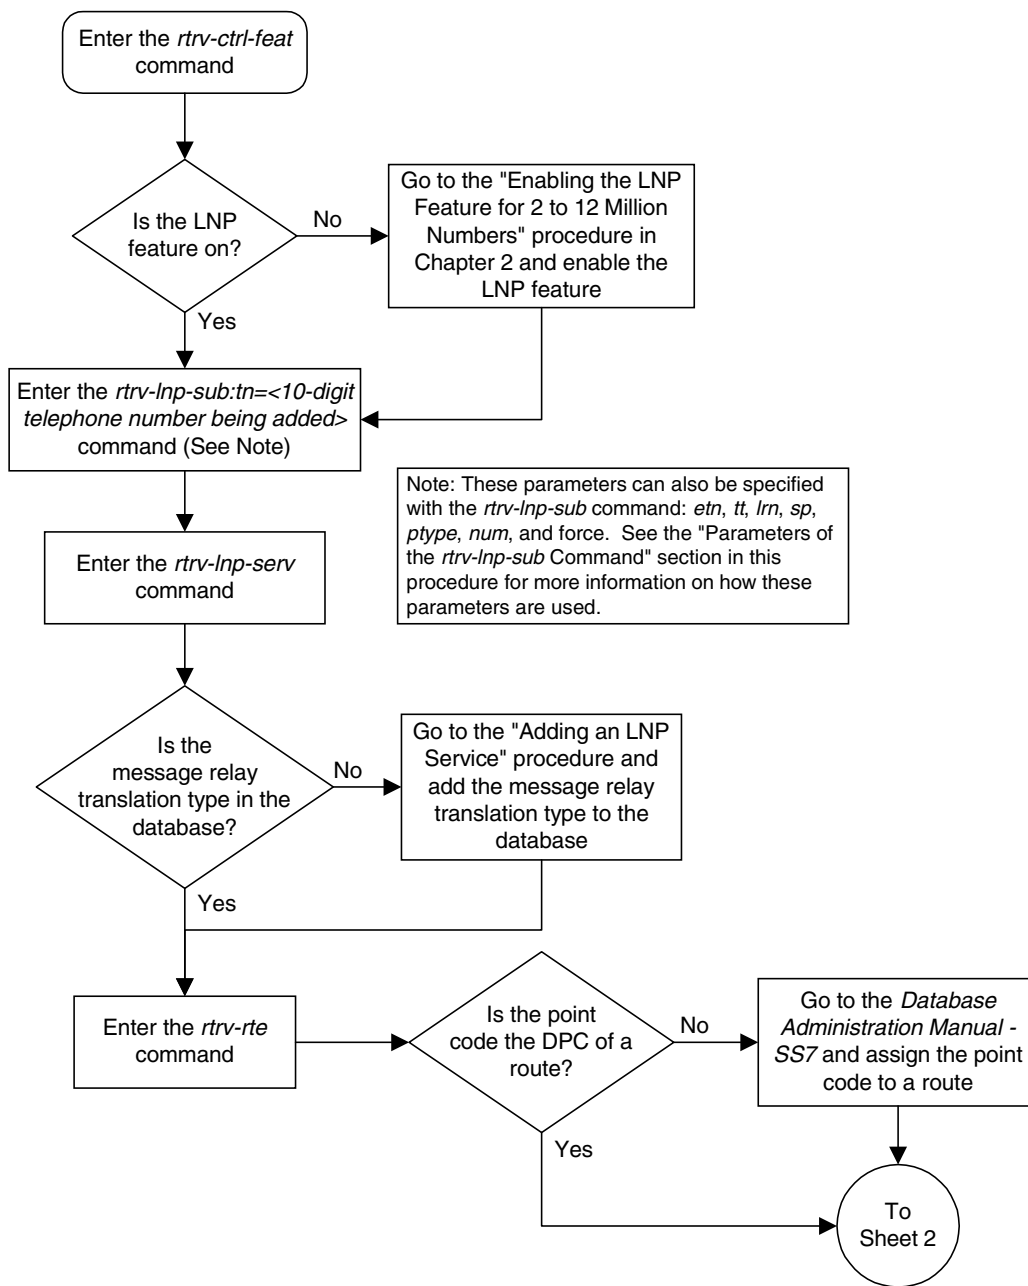 Enter the rtrv-ctrl-feat
command
Is the LNP
feature on?
No
Go to the "Enabling the LNP
Feature for 2 to 12 Million
Numbers" procedure in
Chapter 2 and enable the
LNP feature
Yes
Enter the rtrv-lnp-sub:tn=<10-digit
telephone number being added>
command (See Note)
Note: These parameters can also be specified
with the rtrv-lnp-sub command: etn, tt, lrn, sp,
ptype, num, and force. See the "Parameters of
the rtrv-lnp-sub Command" section in this
procedure for more information on how these
parameters are used.
Enter the rtrv-lnp-serv
command
Is the
message relay
translation type in the
database?
No
Go to the "Adding an LNP
Service" procedure and
add the message relay
translation type to the
database
Yes
Enter the rtrv-rte
command
Is the point
code the DPC of a
route?
No
Go to the Database
Administration Manual -
SS7 and assign the point
code to a route
Yes
To
Sheet 2